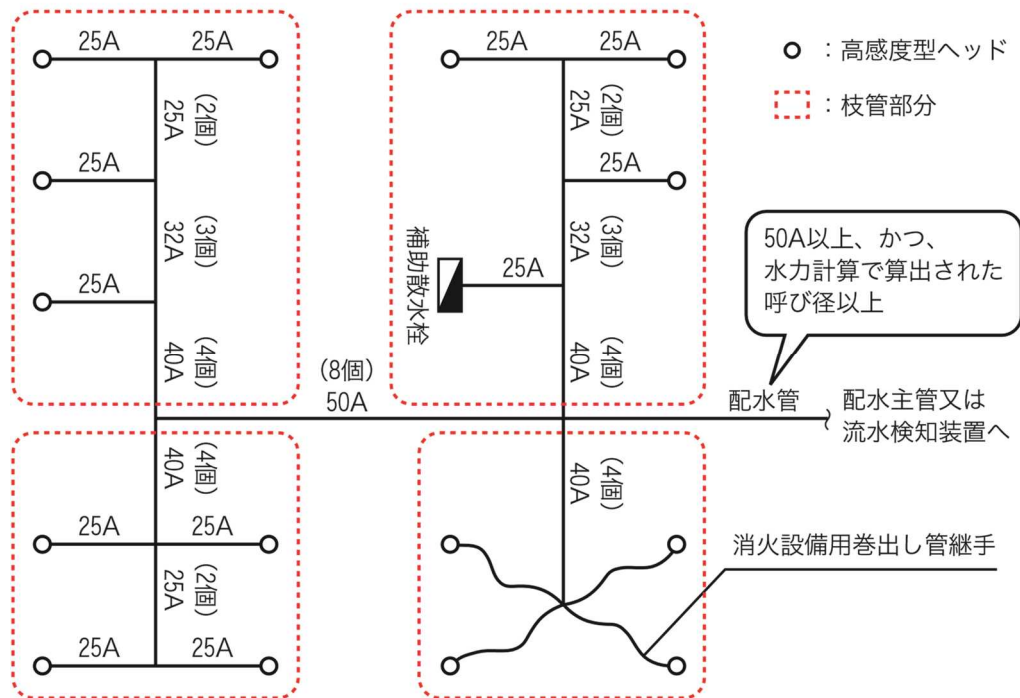 25A
25A
25A
(2個)
25A
32A
(3個)
25A
40A
(4個)
25A
25A
25A
(2個)
32A
(3個)
補助散水栓
25A
40A
(4個)
○ : 高感度型ヘッド
: 枝管部分
50A以上、かつ、
水力計算で算出された
呼び径以上
(8個)
50A
配水管
配水主管又は
流水検知装置へ
40A
(4個)
25A
25A
25A
(2個)
25A
25A
40A
(4個)
消火設備用巻出し管継手